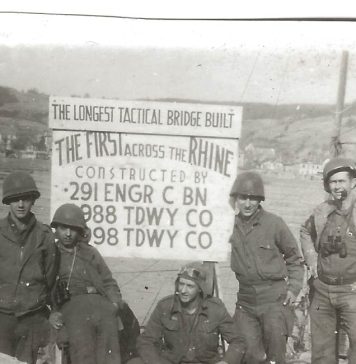 THE LONGEST TACTICAL BRIDGE BUILT
THE FIRST ACROSS THE RHINE
CONSTRUCTED BY
291 ENGR C BN
988 TDWY CO
998 TDWY CO